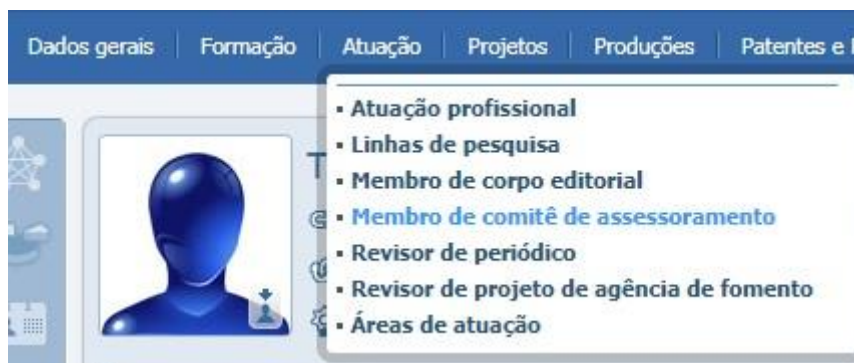 Dados gerais Formação Atuação Projetos Produções Patentes e
Atuação profissional
Linhas de pesquisa
Membro de corpo editorial
Membro de comitê de assessoramento
Revisor de periódico
Revisor de projeto de agência de fomento
Áreas de atuação